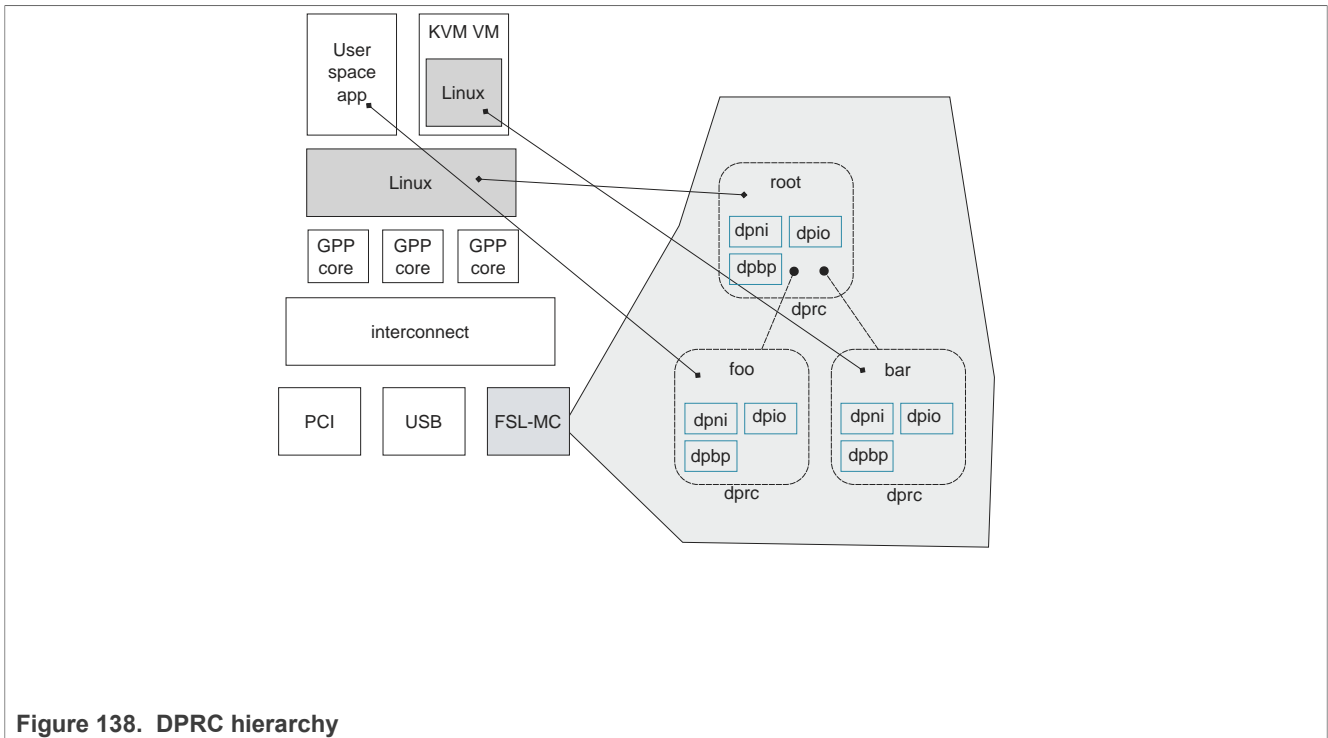 User
space
app
KVM VM
Linux
Linux
root
dpni
dpio
dpbp
dprc
GPP
core
GPP
core
GPP
core
interconnect
foo
dpni
dpio
dpbp
dprc
bar
dpni
dpio
dpbp
dprc
PCI
USB
FSL-MC
Figure 138. DPRC hierarchy